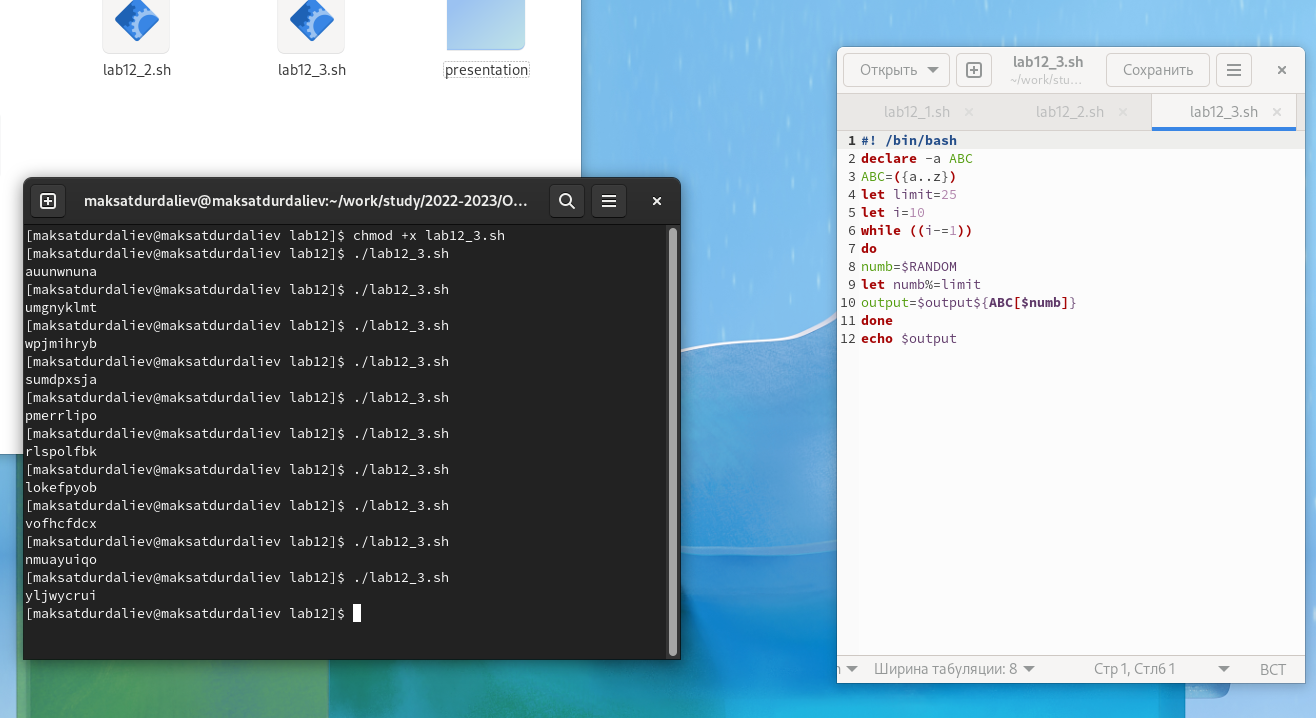 lab12_2.sh
lab12_3.sh
presentation
maksatdurdaliev@maksatdurdaliev:~/work/study/2022-2023/O...
[maksatdurdaliev@maksatdurdaliev lab12]$ chmod +x lab12_3.sh
[maksatdurdaliev@maksatdurdaliev lab12]$ ./lab12_3.sh
auunwnuna
[maksatdurdaliev@maksatdurdaliev lab12]$ ./lab12_3.sh
umgnyklmt
[maksatdurdaliev@maksatdurdaliev lab12]$ ./lab12_3.sh
wpjmihryb
[maksatdurdaliev@maksatdurdaliev lab12]$ ./lab12_3.sh
sumdpxsja
[maksatdurdaliev@maksatdurdaliev lab12]$ ./lab12_3.sh
pmerrlipo
[maksatdurdaliev@maksatdurdaliev lab12]$ ./lab12_3.sh
rlspolfbk
[maksatdurdaliev@maksatdurdaliev lab12]$ ./lab12_3.sh
lokefpyob
[maksatdurdaliev@maksatdurdaliev lab12]$ ./lab12_3.sh
vofhcfdcx
[maksatdurdaliev@maksatdurdaliev lab12]$ ./lab12_3.sh
nmuayuiqo
[maksatdurdaliev@maksatdurdaliev lab12]$ ./lab12_3.sh
yljwycrui
[maksatdurdaliev@maksatdurdaliev lab12]$
Открыть
lab12_3.sh
~/work/stu...
Сохранить
lab12_1.sh
lab12_2.sh
lab12_3.sh
1 #! /bin/bash
2 declare -a ABC
3 ABC=({a..z})
4 let limit=25
5 let i=10
6 while ((i-=1))
7 do
8 numb=$RANDOM
9 let numb%=limit
10 output=$output${ABC[$numb]}
11 done
12 echo $output
Ширина табуляции: 8
Стр 1, Стлб 1
ВСТ